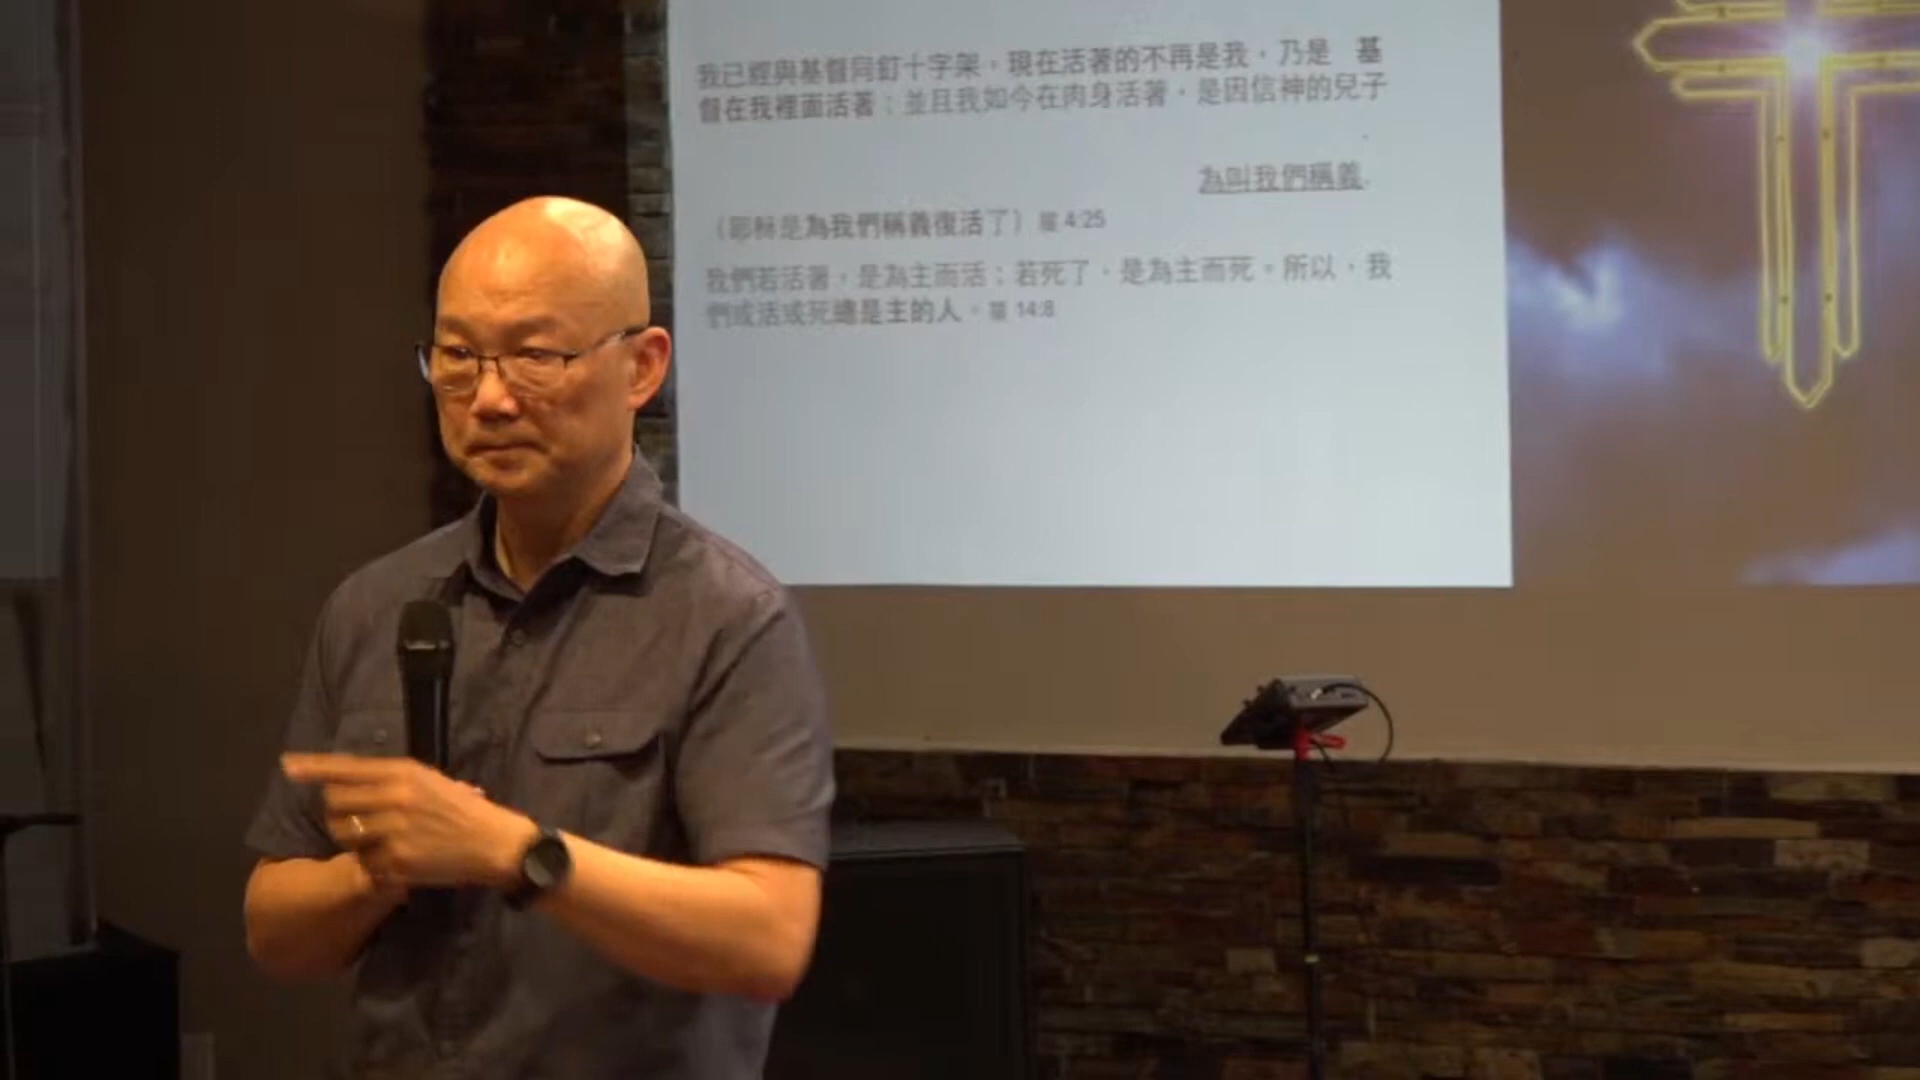 我已經與基督同釘十字架，現在活著的不再是我，乃是 基
督在我裡面活著；並且我如今在肉身活著，是因信神的兒子
為叫我們稱義.
（耶穌是為我們稱義復活了）羅 4:25
我們若活著，是為主而活；若死了，是為主而死。所以，我
們或活或死總是主的人。羅 14:8